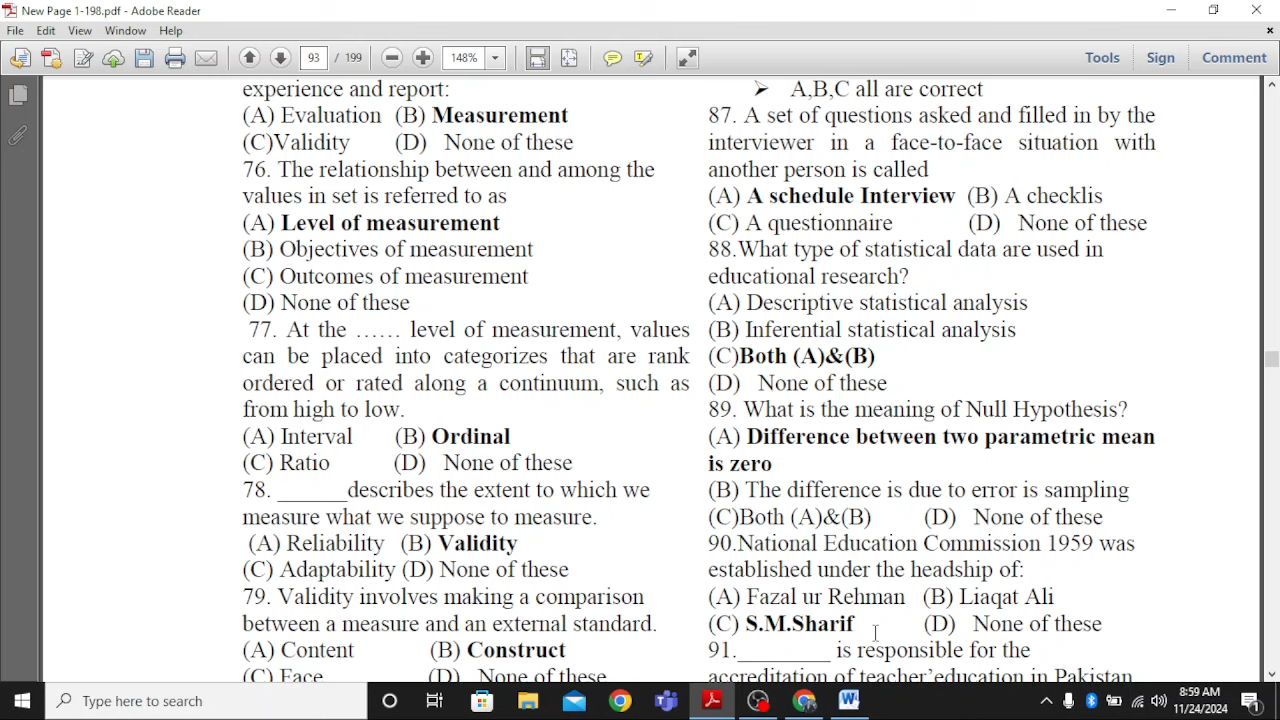 New Page 1-198.pdf - Adobe Reader
File Edit View Window Help
93 / 199 148% Tools Sign Comment
experience and report:
(A) Evaluation (B) Measurement
(C)Validity (D) None of these
76. The relationship between and among the
values in set is referred to as
(A) Level of measurement
(B) Objectives of measurement
(C) Outcomes of measurement
(D) None of these
77. At the …… level of measurement, values
can be placed into categorizes that are rank
ordered or rated along a continuum, such as
from high to low.
(A) Interval (B) Ordinal
(C) Ratio (D) None of these
78. ______describes the extent to which we
measure what we suppose to measure.
(A) Reliability (B) Validity
(C) Adaptability (D) None of these
79. Validity involves making a comparison
between a measure and an external standard.
(A) Content (B) Construct
(C) Face (D) None of these
➢ A,B,C all are correct
87. A set of questions asked and filled in by the
interviewer in a face-to-face situation with
another person is called
(A) A schedule Interview (B) A checklis
(C) A questionnaire (D) None of these
88.What type of statistical data are used in
educational research?
(A) Descriptive statistical analysis
(B) Inferential statistical analysis
(C)Both (A)&(B)
(D) None of these
89. What is the meaning of Null Hypothesis?
(A) Difference between two parametric mean
is zero
(B) The difference is due to error is sampling
(C)Both (A)&(B) (D) None of these
90.National Education Commission 1959 was
established under the headship of:
(A) Fazal ur Rehman (B) Liaqat Ali
(C) S.M.Sharif (D) None of these
91.________ is responsible for the
accreditation of teacher'education in Pakistan
Type here to search
8:59 AM
11/24/2024